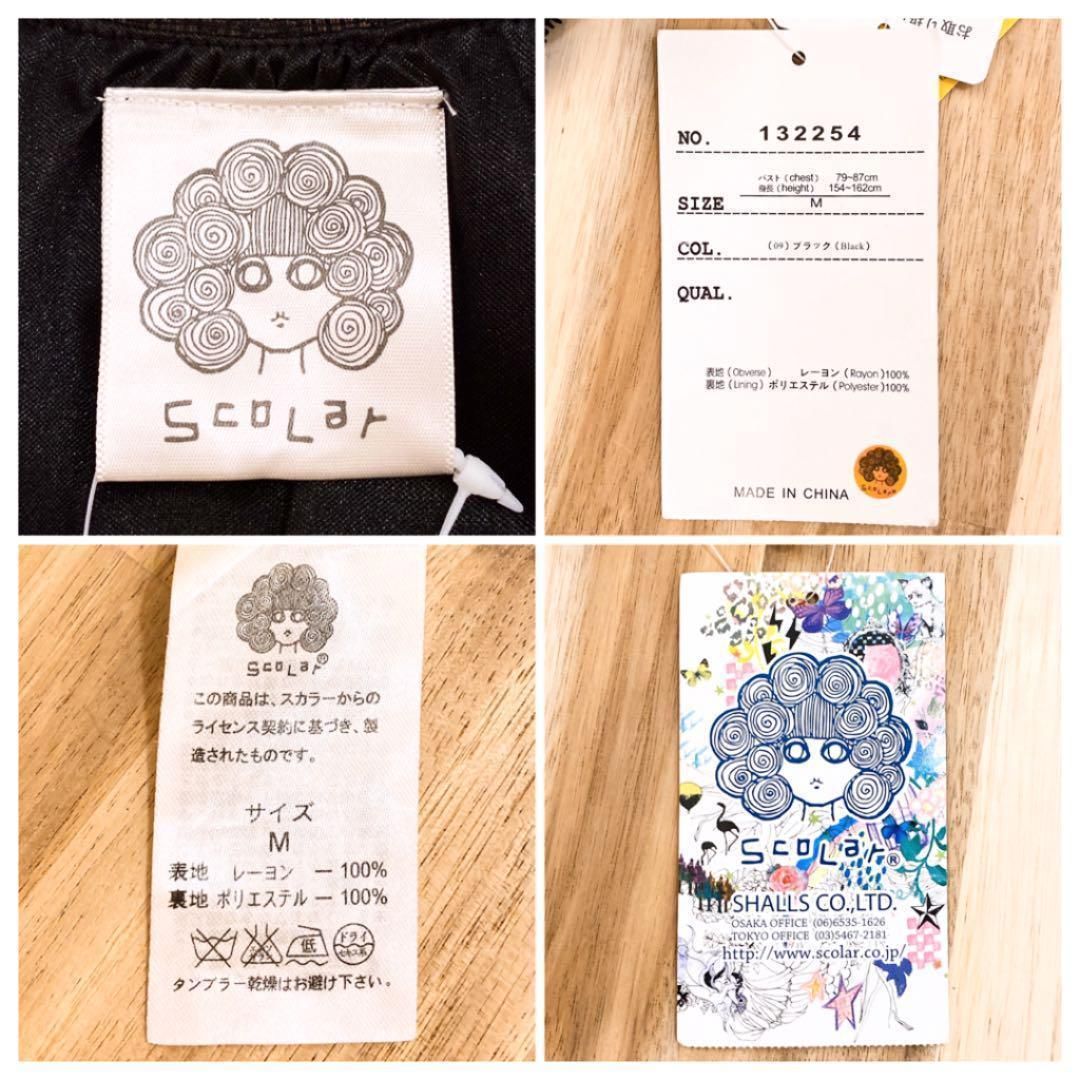 scolar
お取り扱
NO. 132254
バスト (chest) 79~87cm
身長 (height) 154~162cm
SIZE M
COL. (09) ブラック (Black)
QUAL.
表地 (Obverse) レーヨン (Rayon) 100%
裏地 (Lining) ポリエステル (Polyester) 100%
MADE IN CHINA
scolar
scolar®
この商品は、スカラーからの
ライセンス契約に基づき、製
造されたものです。
サイズ
M
表地 レーヨン ー 100%
裏地 ポリエステル ー 100%
低 ドライ
タンブラー乾燥はお避け下さい。
scolar®
SHALLS CO.,LTD.
OSAKA OFFICE (06)6535-1626
TOKYO OFFICE (03)5467-2181
http://www.scolar.co.jp/